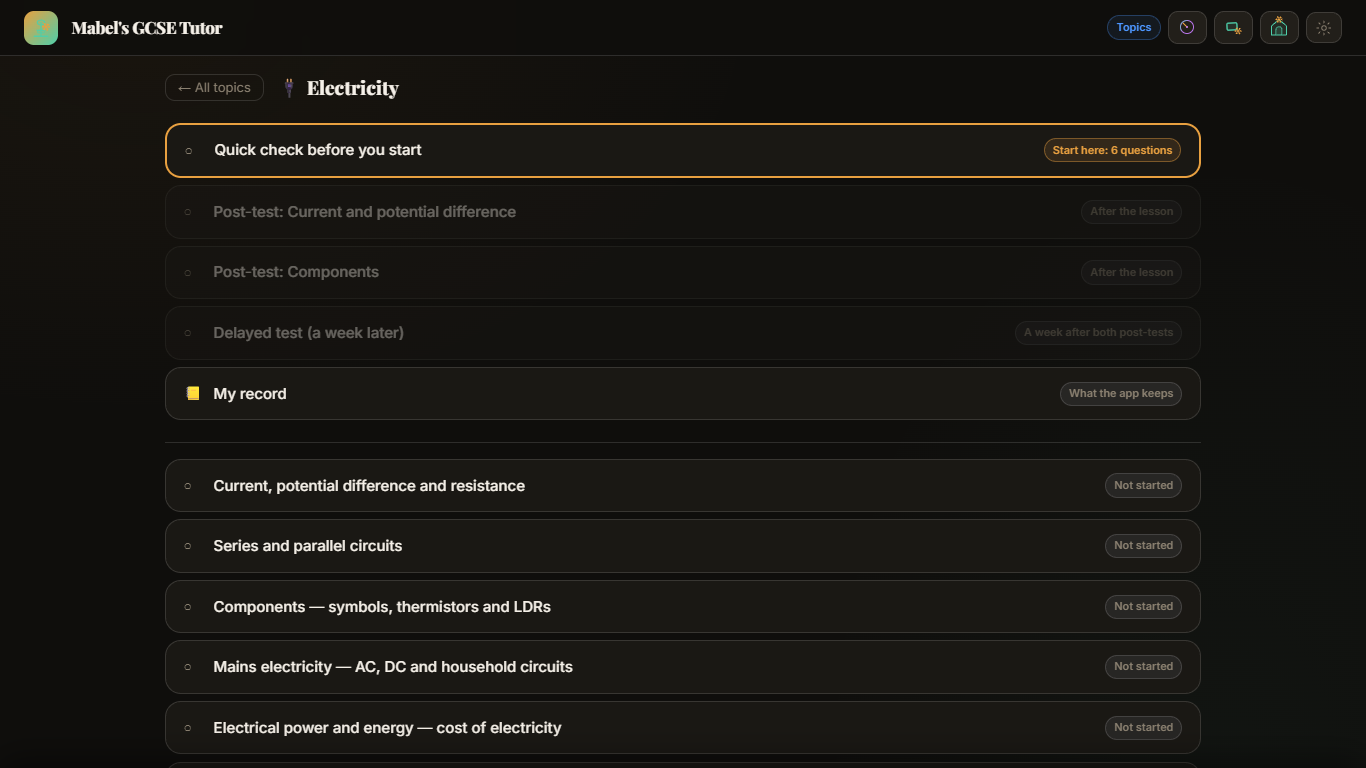 Mabel's GCSE Tutor
Topics
← All topics
Electricity
Quick check before you start
Start here: 6 questions
Post-test: Current and potential difference
After the lesson
Post-test: Components
After the lesson
Delayed test (a week later)
A week after both post-tests
My record
What the app keeps
Current, potential difference and resistance
Not started
Series and parallel circuits
Not started
Components — symbols, thermistors and LDRs
Not started
Mains electricity — AC, DC and household circuits
Not started
Electrical power and energy — cost of electricity
Not started